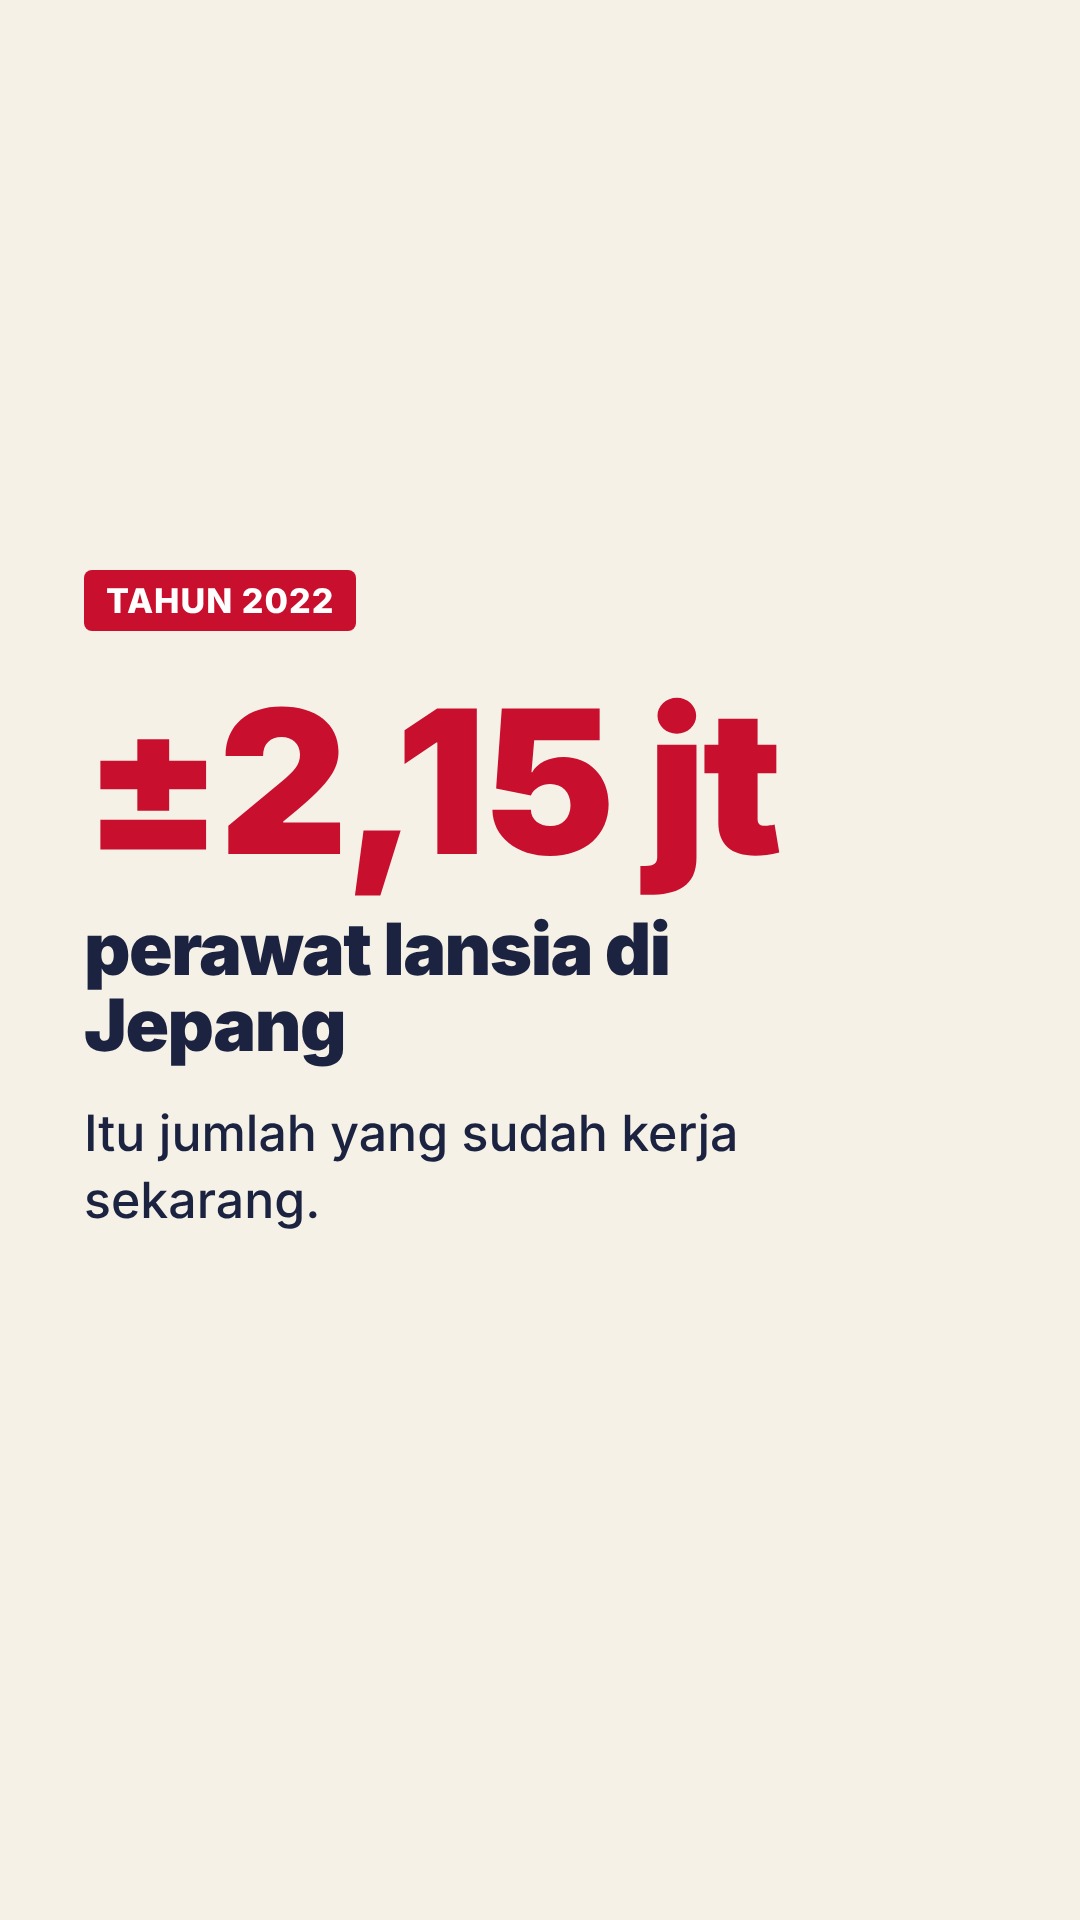 TAHUN 2022
±2,15 jt
perawat lansia di
Jepang
Itu jumlah yang sudah kerja
sekarang.